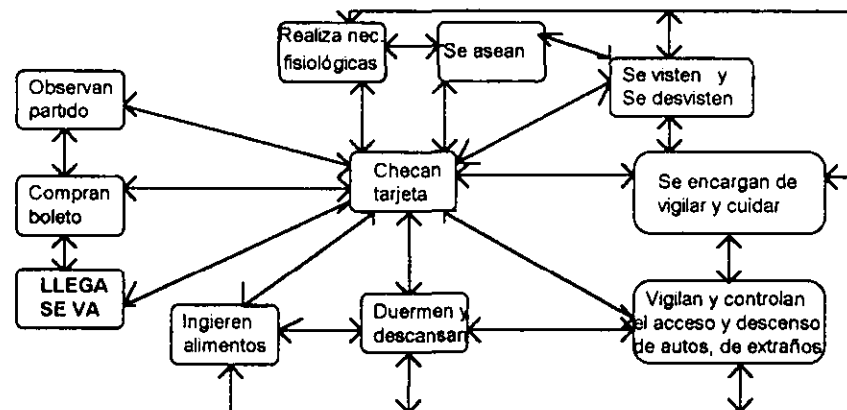 Realiza nec.
fisiológicas
Se asean
Se visten y
Se desvisten
Observan
partido
Checan
tarjeta
Compran
boleto
Se encargan de
vigilar y cuidar
LLEGA
SE VA
Ingieren
alimentos
Duermen y
descansan
Vigilan y controlan
el acceso y descenso
de autos, de extraños